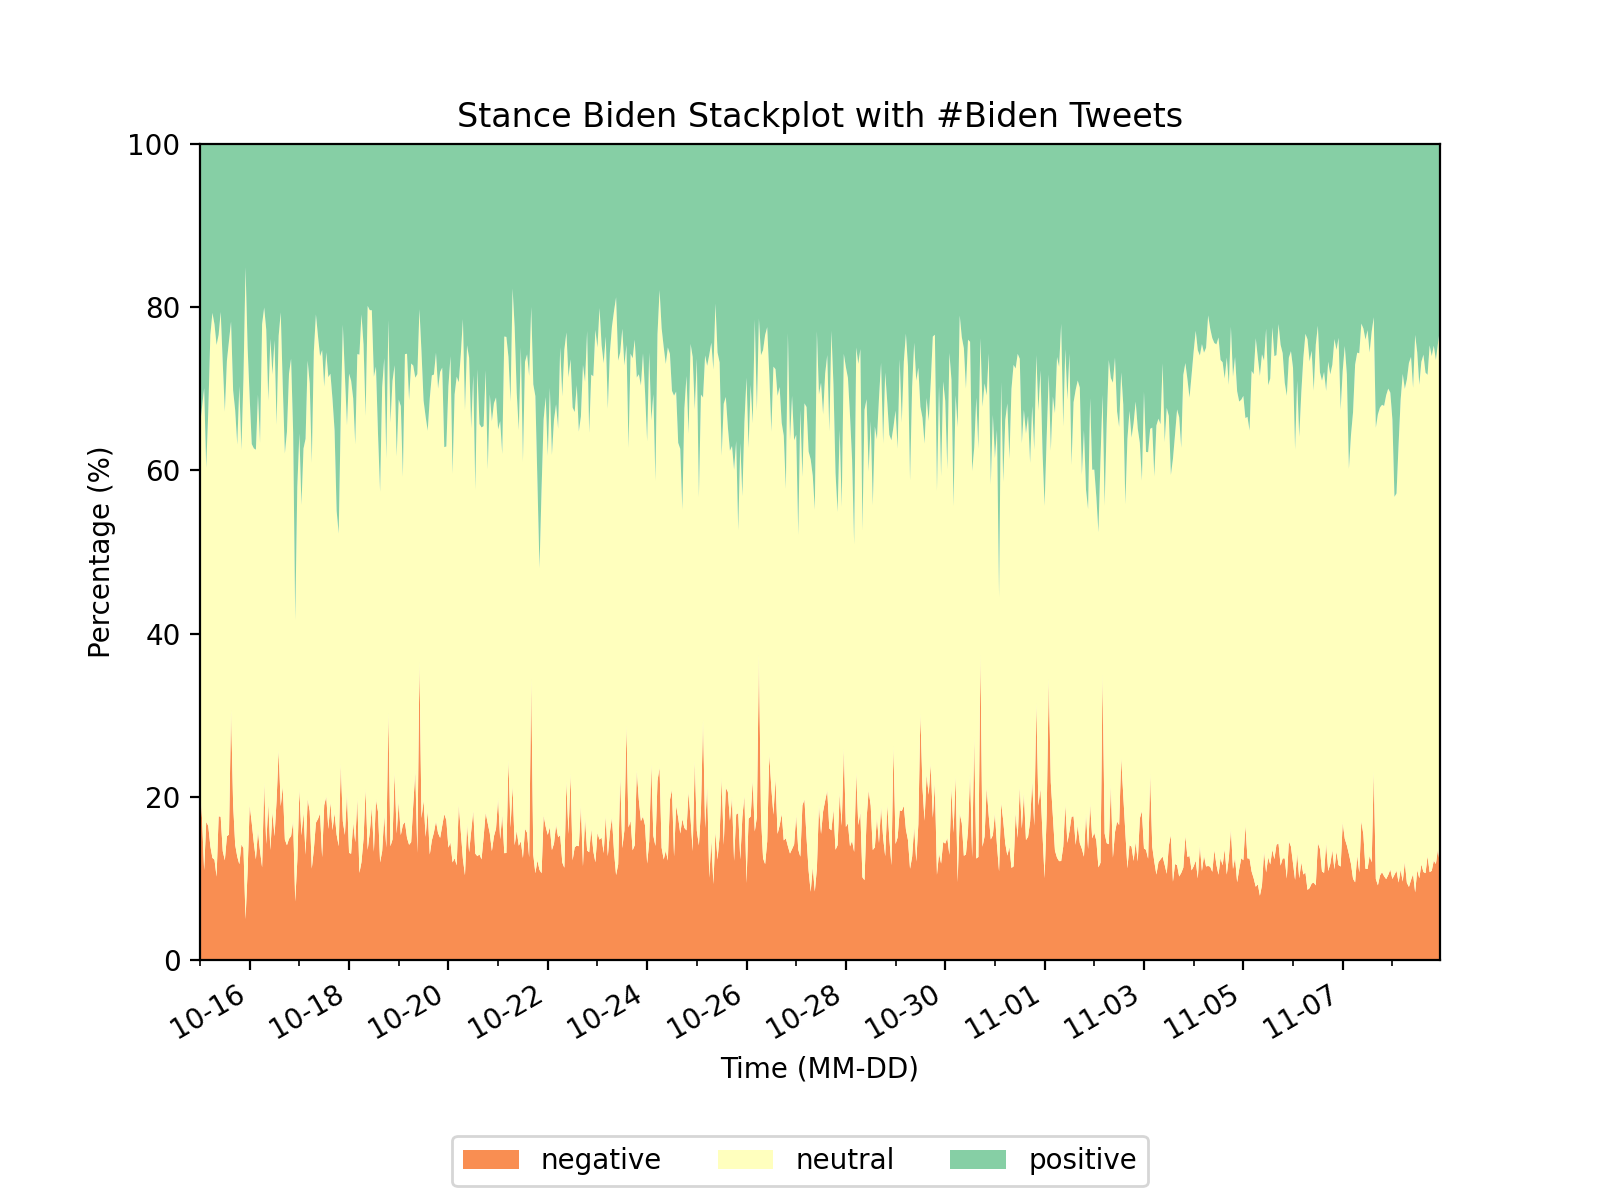 Stance Biden Stackplot with #Biden Tweets
Percentage (%)
100
80
60
40
20
0
10-16 10-18 10-20 10-22 10-24 10-26 10-28 10-30 11-01 11-03 11-05 11-07
Time (MM-DD)
negative neutral positive